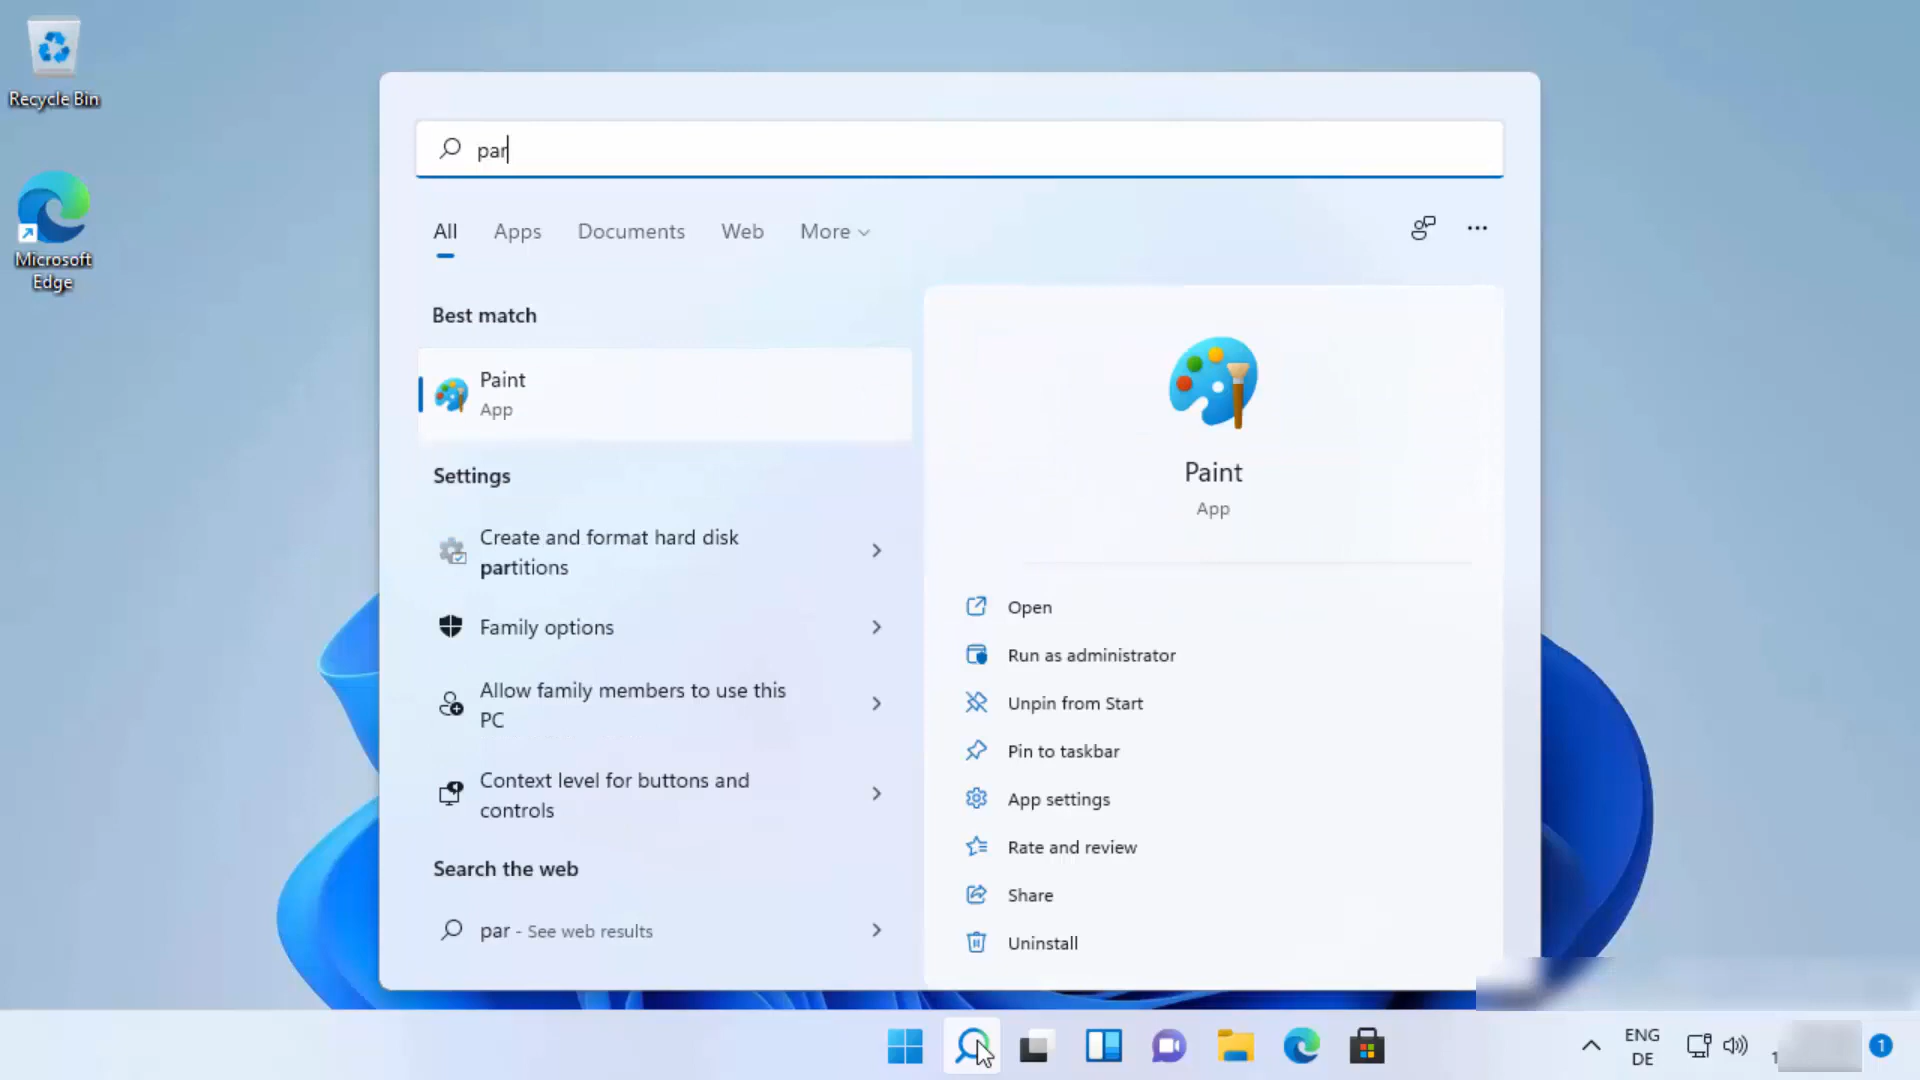 Recycle Bin
Microsoft
Edge
par
All Apps Documents Web More
Best match
Paint
App
Settings
Create and format hard disk
partitions
Family options
Allow family members to use this
PC
Context level for buttons and
controls
Search the web
par - See web results
Paint
App
Open
Run as administrator
Unpin from Start
Pin to taskbar
App settings
Rate and review
Share
Uninstall
ENG
DE
1